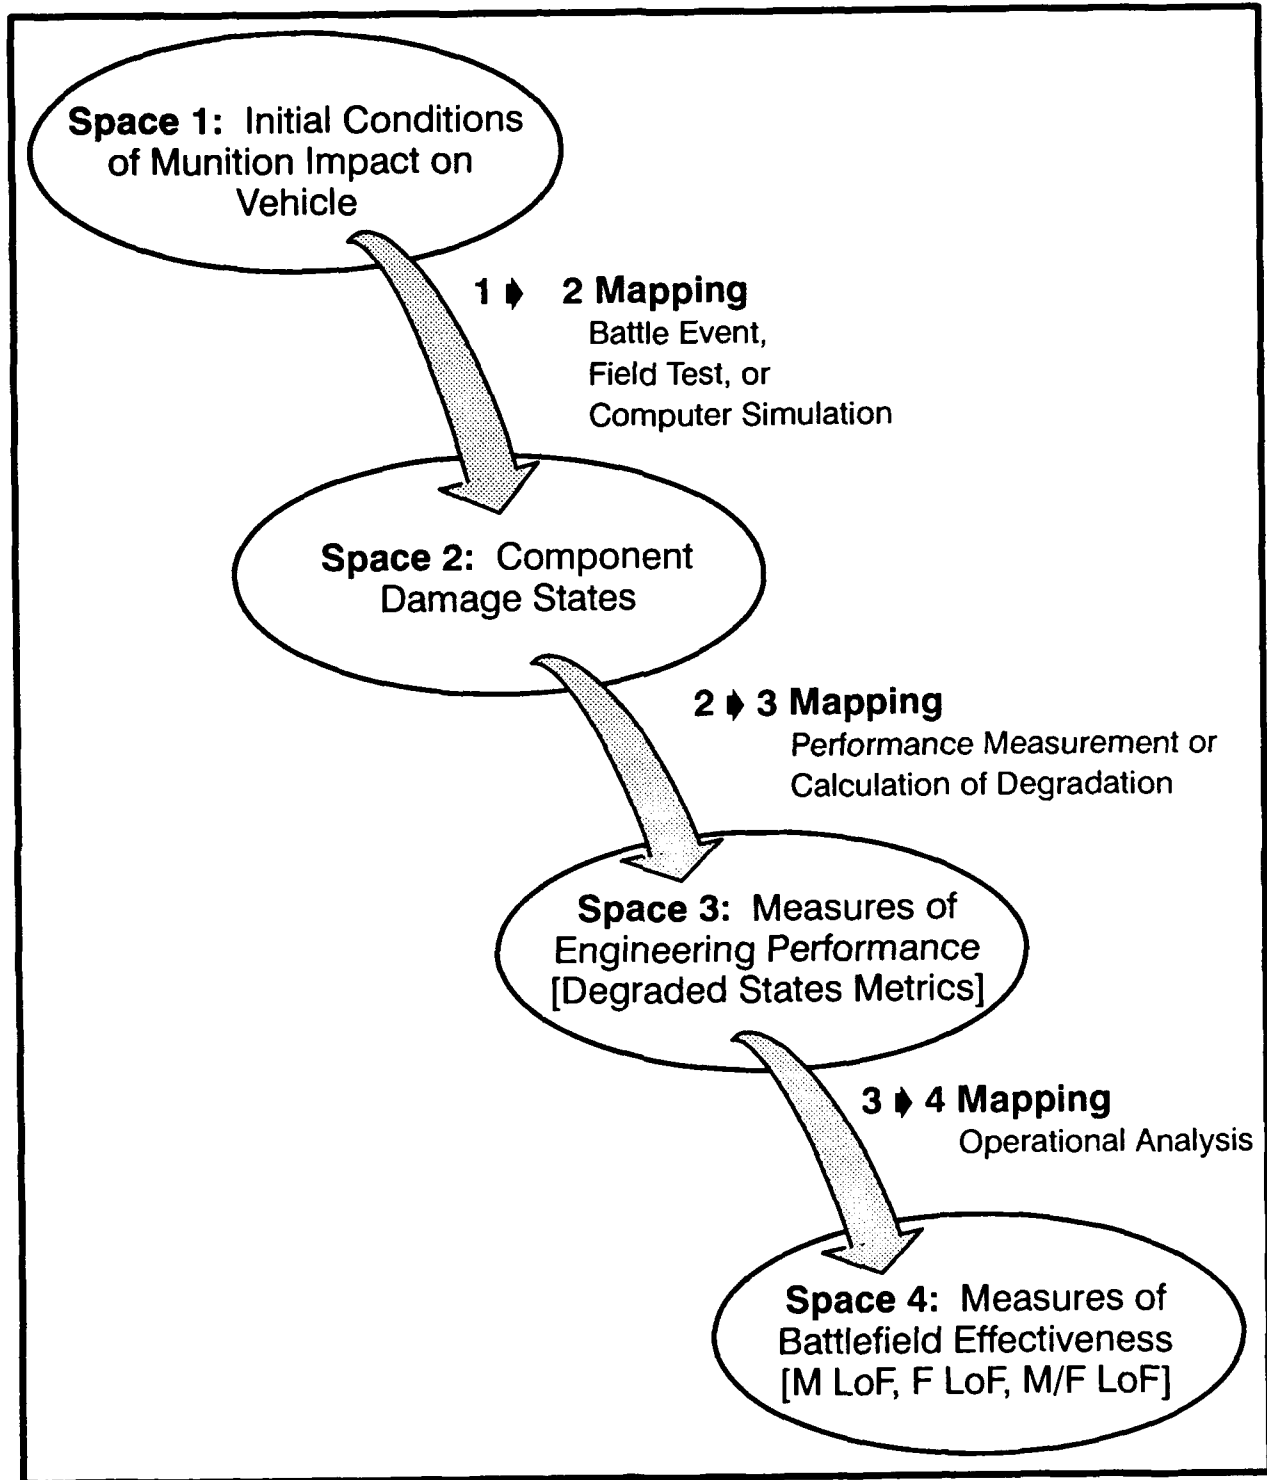 Space 1: Initial Conditions
of Munition Impact on
Vehicle
1 ➧ 2 Mapping
Battle Event,
Field Test, or
Computer Simulation
Space 2: Component
Damage States
2 ➧ 3 Mapping
Performance Measurement or
Calculation of Degradation
Space 3: Measures of
Engineering Performance
[Degraded States Metrics]
3 ➧ 4 Mapping
Operational Analysis
Space 4: Measures of
Battlefield Effectiveness
[M LoF, F LoF, M/F LoF]